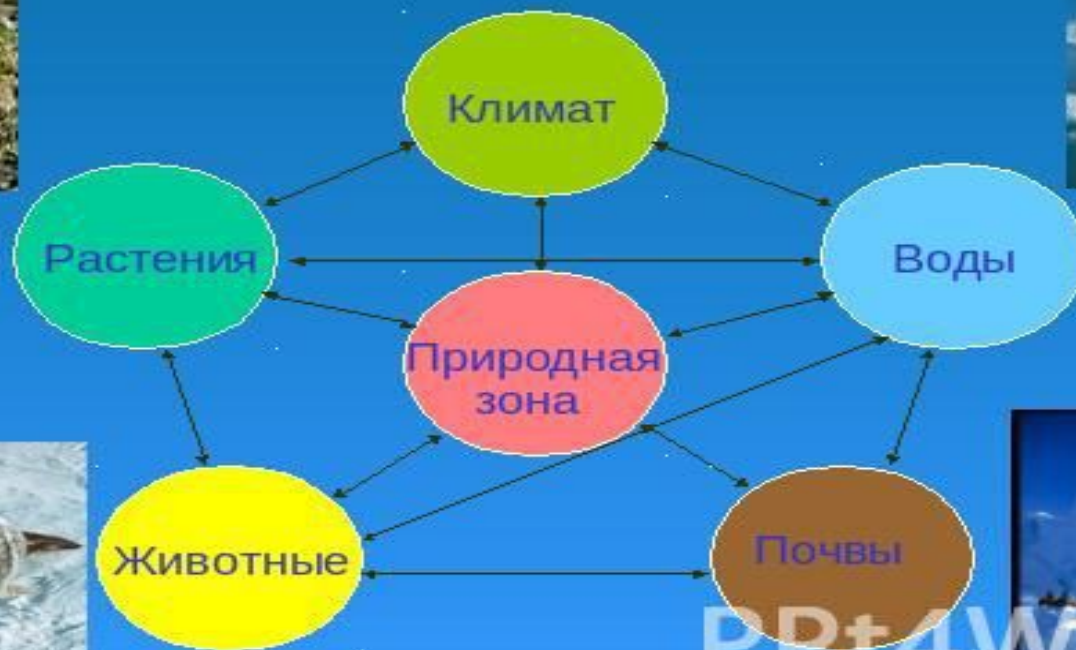 Климат
Растения
Воды
Природная
зона
Животные
Почвы